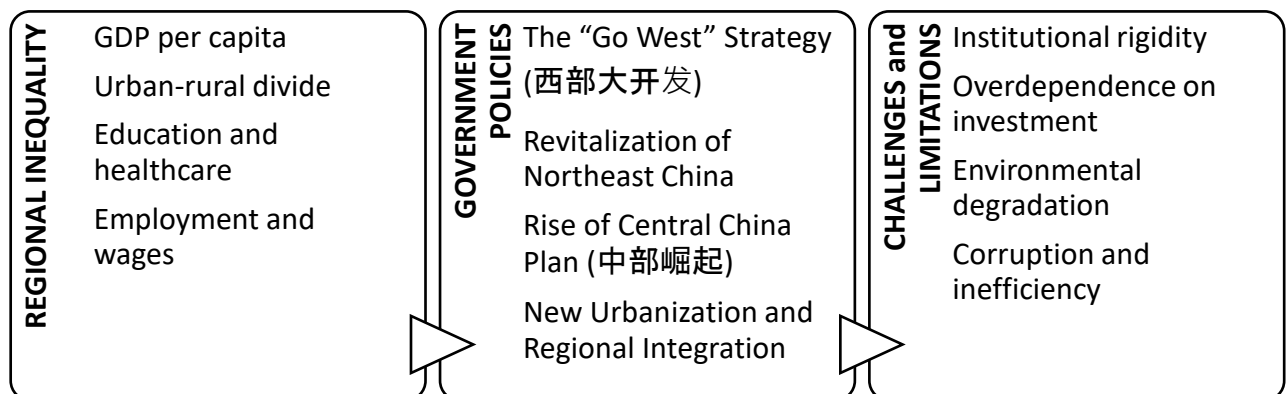 REGIONAL INEQUALITY
GDP per capita
Urban-rural divide
Education and
healthcare
Employment and
wages
GOVERNMENT
POLICIES
The “Go West” Strategy
(西部大开发)
Revitalization of
Northeast China
Rise of Central China
Plan (中部崛起)
New Urbanization and
Regional Integration
CHALLENGES and
LIMITATIONS
Institutional rigidity
Overdependence on
investment
Environmental
degradation
Corruption and
inefficiency